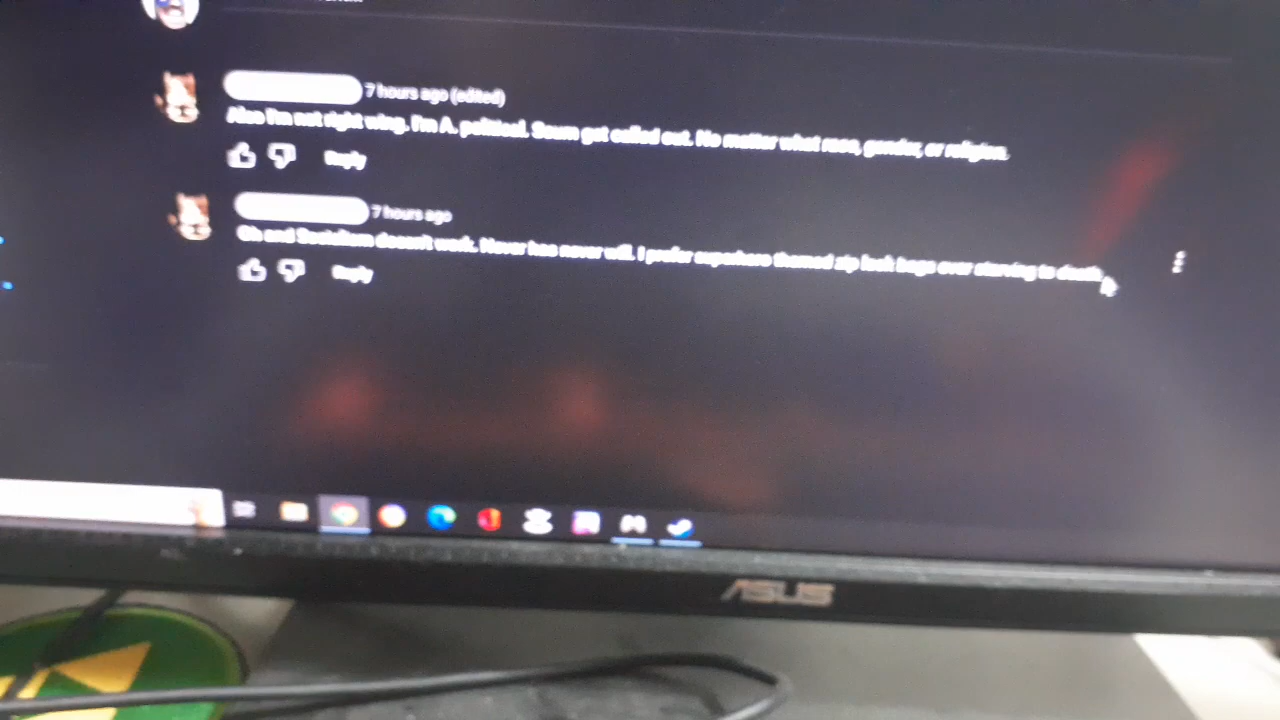 7 hours ago (edited)
Also I'm not right wing. I'm A. political. Scum get called out. No matter what race, gender, or religion.
Reply
7 hours ago
Oh and Socialism doesn't work. Never has never will. I prefer superhero themed zip lock bags over starving to death.
Reply
ASUS